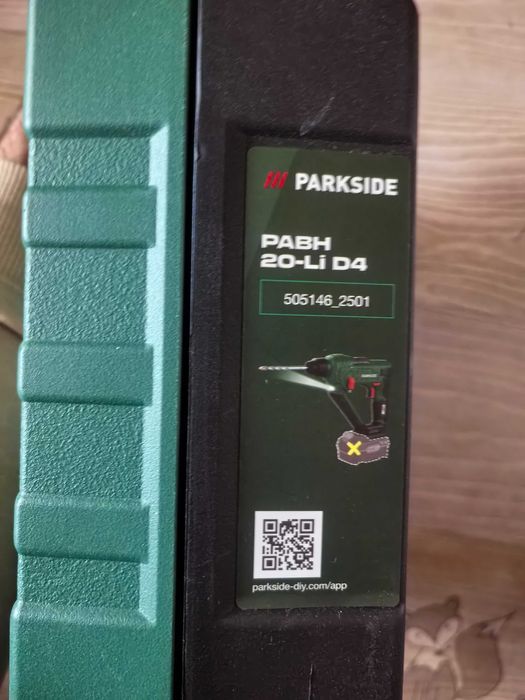 PARKSIDE
PABH
20-Li D4
505146_2501
parkside-diy.com/app